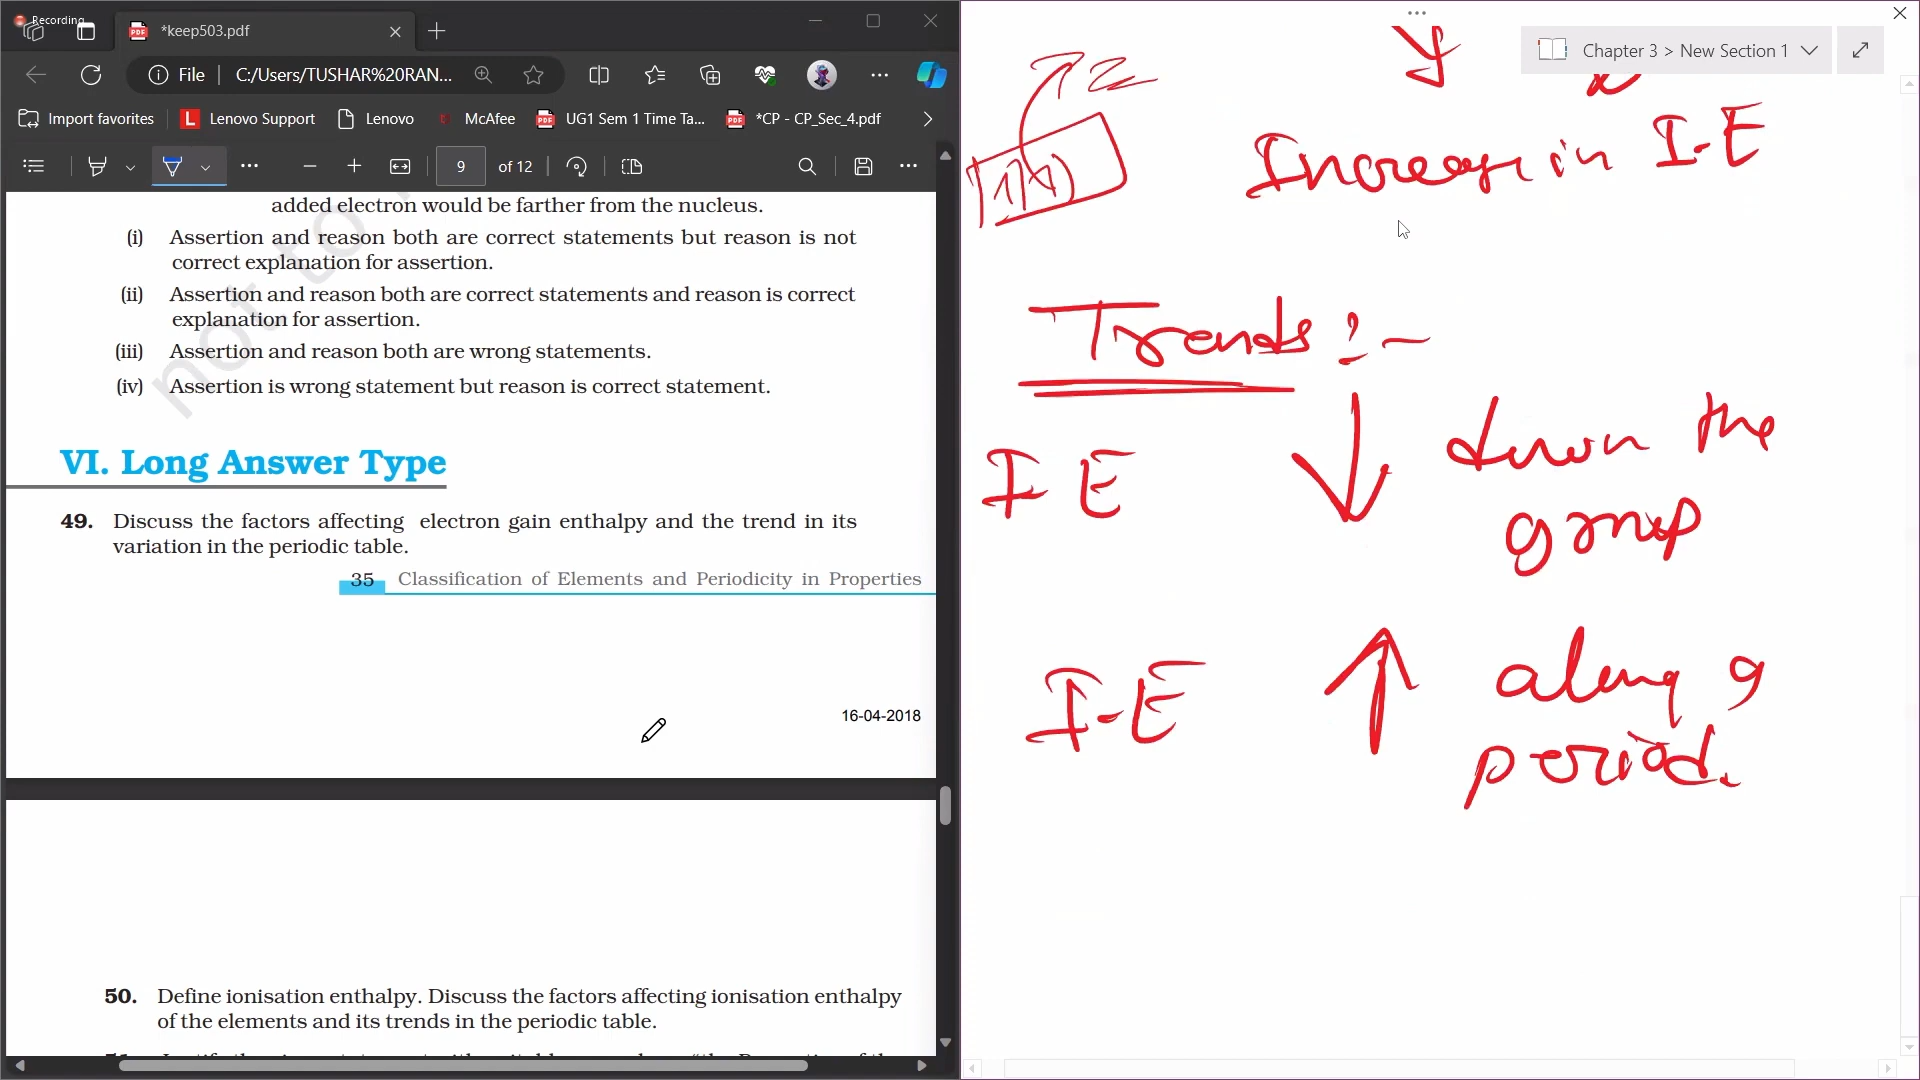 Recording
*keep503.pdf
File
C:/Users/TUSHAR%20RAN...
Import favorites
Lenovo Support
Lenovo
McAfee
UG1 Sem 1 Time Ta...
*CP - CP_Sec_4.pdf
9 of 12
added electron would be farther from the nucleus.
(i) Assertion and reason both are correct statements but reason is not
correct explanation for assertion.
(ii) Assertion and reason both are correct statements and reason is correct
explanation for assertion.
(iii) Assertion and reason both are wrong statements.
(iv) Assertion is wrong statement but reason is correct statement.
not to
VI. Long Answer Type
49. Discuss the factors affecting electron gain enthalpy and the trend in its
variation in the periodic table.
35 Classification of Elements and Periodicity in Properties
16-04-2018
50. Define ionisation enthalpy. Discuss the factors affecting ionisation enthalpy
of the elements and its trends in the periodic table.
Chapter 3 > New Section 1
Increase in I-E
Trends :-
I E ↓ down the
group
I-E ↑ along a
period.